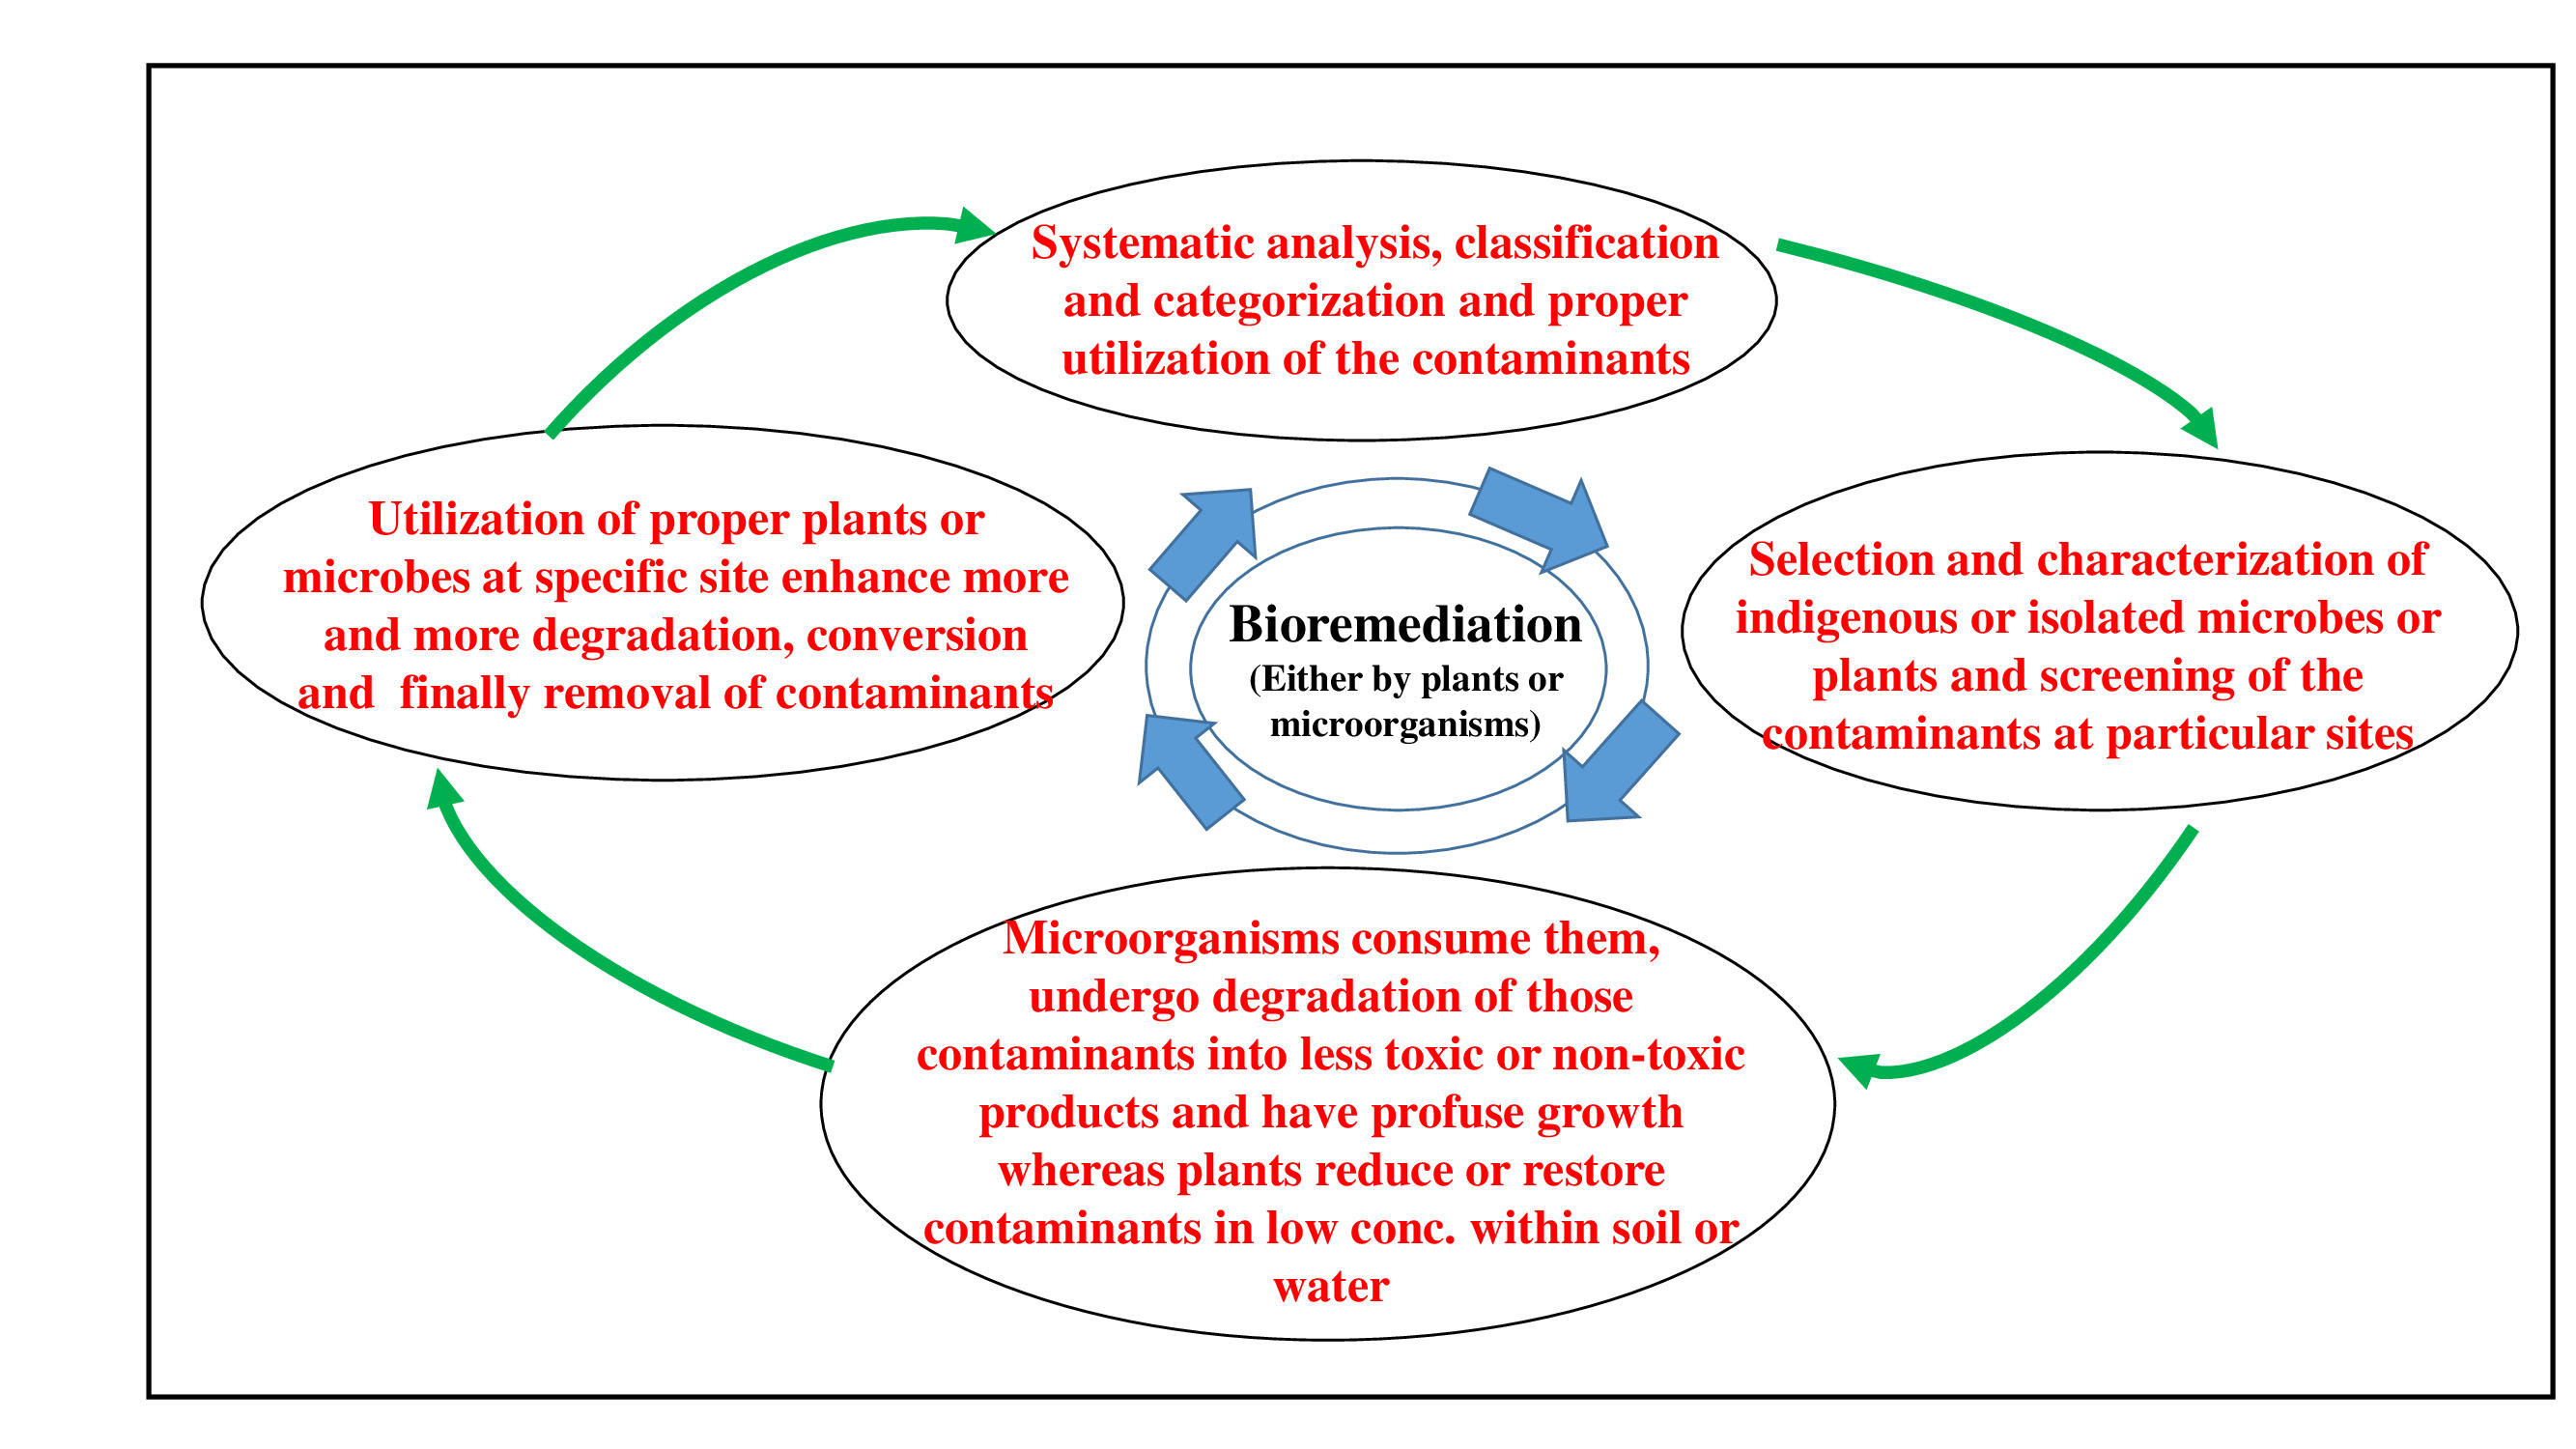 Systematic analysis, classification
and categorization and proper
utilization of the contaminants
Utilization of proper plants or
microbes at specific site enhance more
and more degradation, conversion
and  finally removal of contaminants
Bioremediation
(Either by plants or
microorganisms)
Selection and characterization of
indigenous or isolated microbes or
plants and screening of the
contaminants at particular sites
Microorganisms consume them,
undergo degradation of those
contaminants into less toxic or non-toxic
products and have profuse growth
whereas plants reduce or restore
contaminants in low conc. within soil or
water